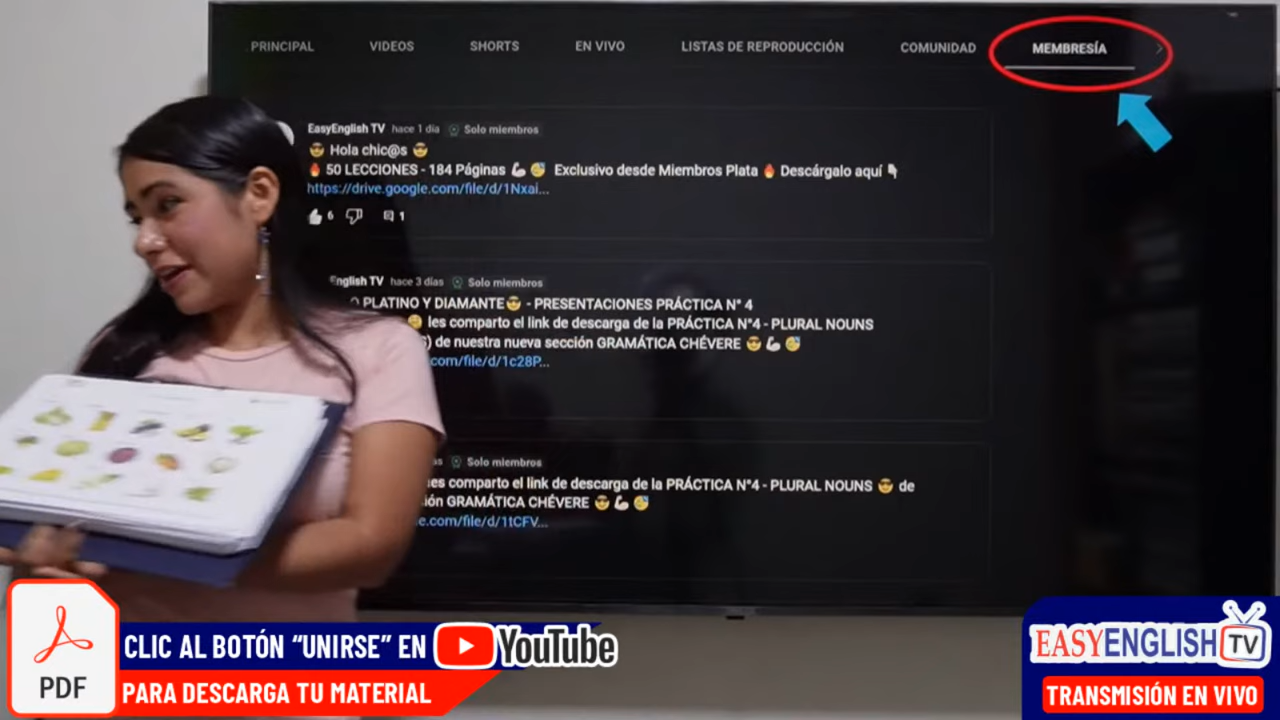 PRINCIPAL VIDEOS SHORTS EN VIVO LISTAS DE REPRODUCCIÓN COMUNIDAD MEMBRESÍA
EasyEnglish TV hace 1 día Solo miembros
😎 Hola chic@s 😎
🔥 50 LECCIONES - 184 Páginas 💪😴 Exclusivo desde Miembros Plata 🔥 Descárgalo aquí 👇
https://drive.google.com/file/d/1Nxai...
6 1
English TV hace 3 días Solo miembros
O PLATINO Y DIAMANTE😎 - PRESENTACIONES PRÁCTICA N° 4
les comparto el link de descarga de la PRÁCTICA N°4 - PLURAL NOUNS
) de nuestra nueva sección GRAMÁTICA CHÉVERE 😎💪😴
com/file/d/1c28P...
Solo miembros
les comparto el link de descarga de la PRÁCTICA N°4 - PLURAL NOUNS 😎 de
ión GRAMÁTICA CHÉVERE 😎💪😴
e.com/file/d/1tCFV...
PDF
CLIC AL BOTÓN “UNIRSE” EN YouTube
PARA DESCARGA TU MATERIAL
EASYENGLISH TV
TRANSMISIÓN EN VIVO